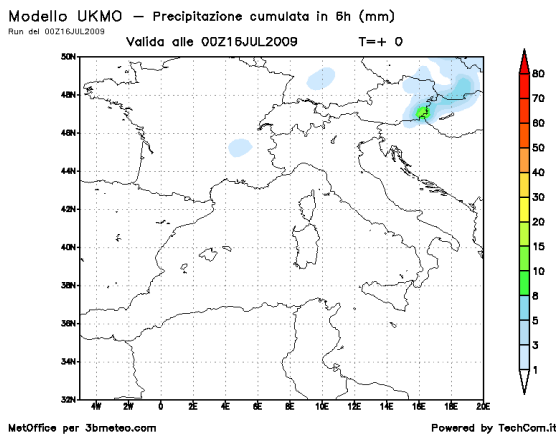 Modello UKMO – Precipitazione cumulata in 6h (mm)
Run del 00Z16JUL2009
Valida alle 00Z16JUL2009 T=+ 0
50N
48N
46N
44N
42N
40N
38N
36N
34N
32N
4W 2W 0 2E 4E 6E 8E 10E 12E 14E 16E 18E 20E
80
70
60
50
40
30
20
15
10
8
5
3
1
MetOffice per 3bmeteo.com Powered by TechCom.it